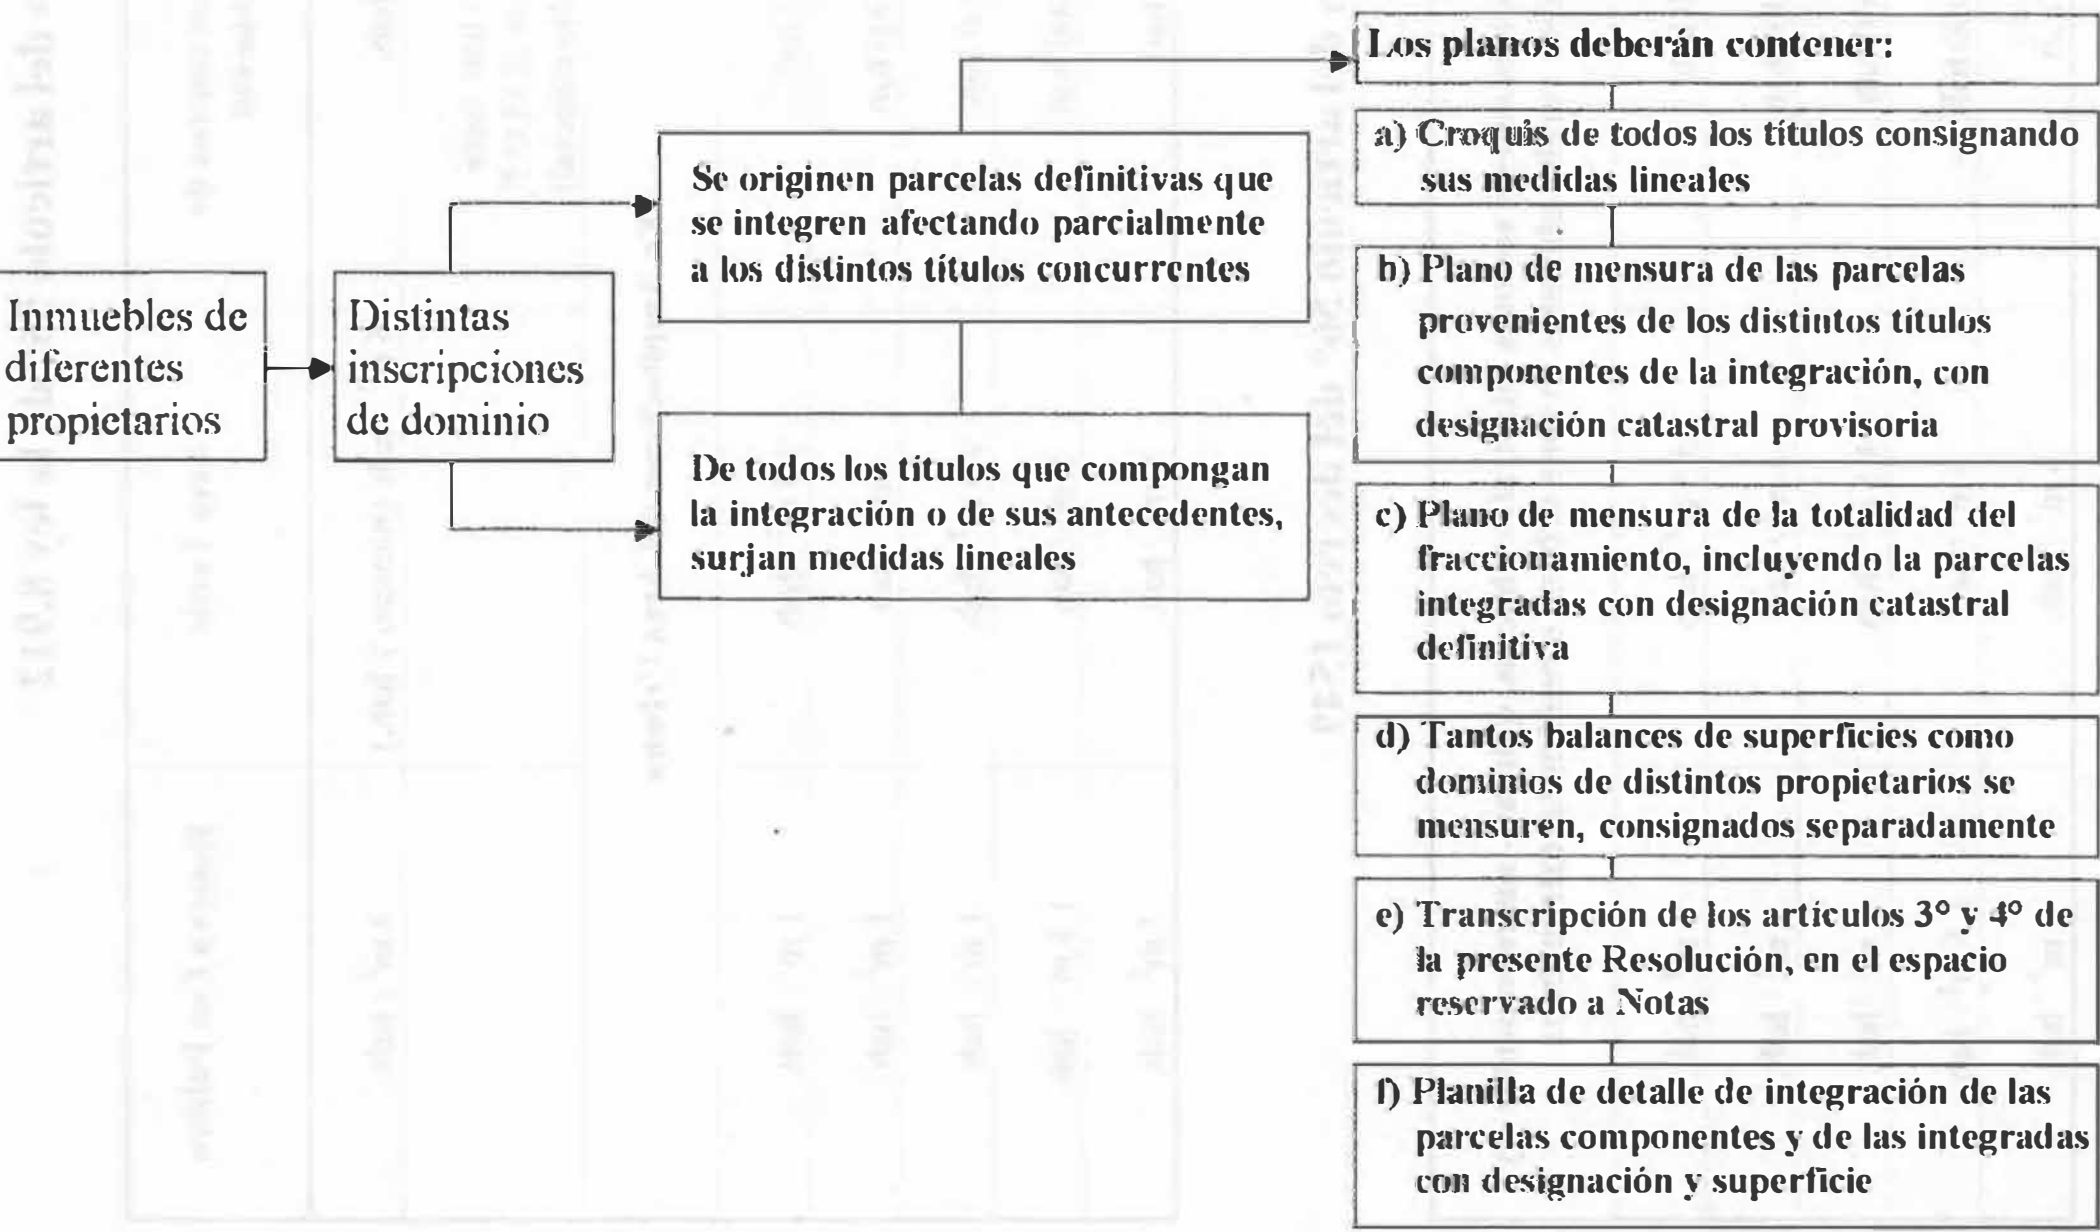 Inmuebles de
diferentes
propietarios
Distintas
inscripciones
de dominio
Se originen parcelas definitivas que
se integren afectando parcialmente
a los distintos títulos concurrentes
De todos los títulos que compongan
la integración o de sus antecedentes,
surjan medidas lineales
Los planos deberán contener:
a) Croquis de todos los títulos consignando
sus medidas lineales
b) Plano de mensura de las parcelas
provenientes de los distintos títulos
componentes de la integración, con
designación catastral provisoria
c) Plano de mensura de la totalidad del
fraccionamiento, incluyendo la parcelas
integradas con designación catastral
definitiva
d) Tantos balances de superficies como
dominios de distintos propietarios se
mensuren, consignados separadamente
e) Transcripción de los artículos 3° y 4° de
la presente Resolución, en el espacio
reservado a Notas
f) Planilla de detalle de integración de las
parcelas componentes y de las integradas
con designación y superficie